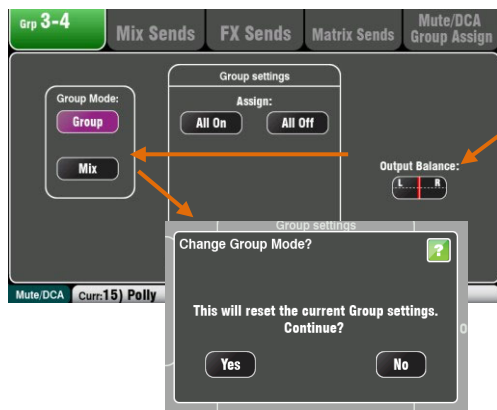 Grp 3-4
Mix Sends
FX Sends
Matrix Sends
Mute/DCA
Group Assign
Group settings
Group Mode:
Assign:
Group
All On
All Off
Mix
Output Balance:
L R
Group settings
Change Group Mode?
?
Mute/DCA
Curr:15) Polly
This will reset the current Group settings.
Continue?
Yes
No